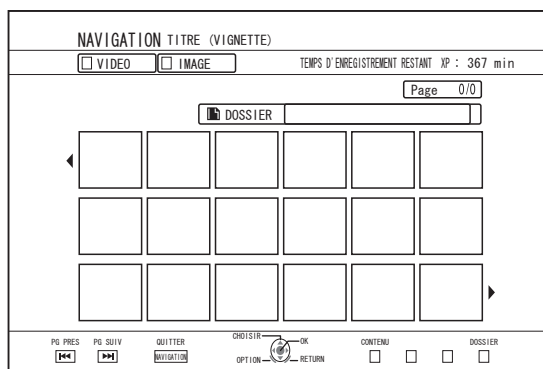 NAVIGATION TITRE (VIGNETTE)
VIDEO IMAGE TEMPS D'ENREGISTREMENT RESTANT XP : 367 min
Page 0/0
DOSSIER
PG PRES PG SUIV QUITTER CHOISIR OK CONTENU DOSSIER
NAVIGATION OPTION RETURN